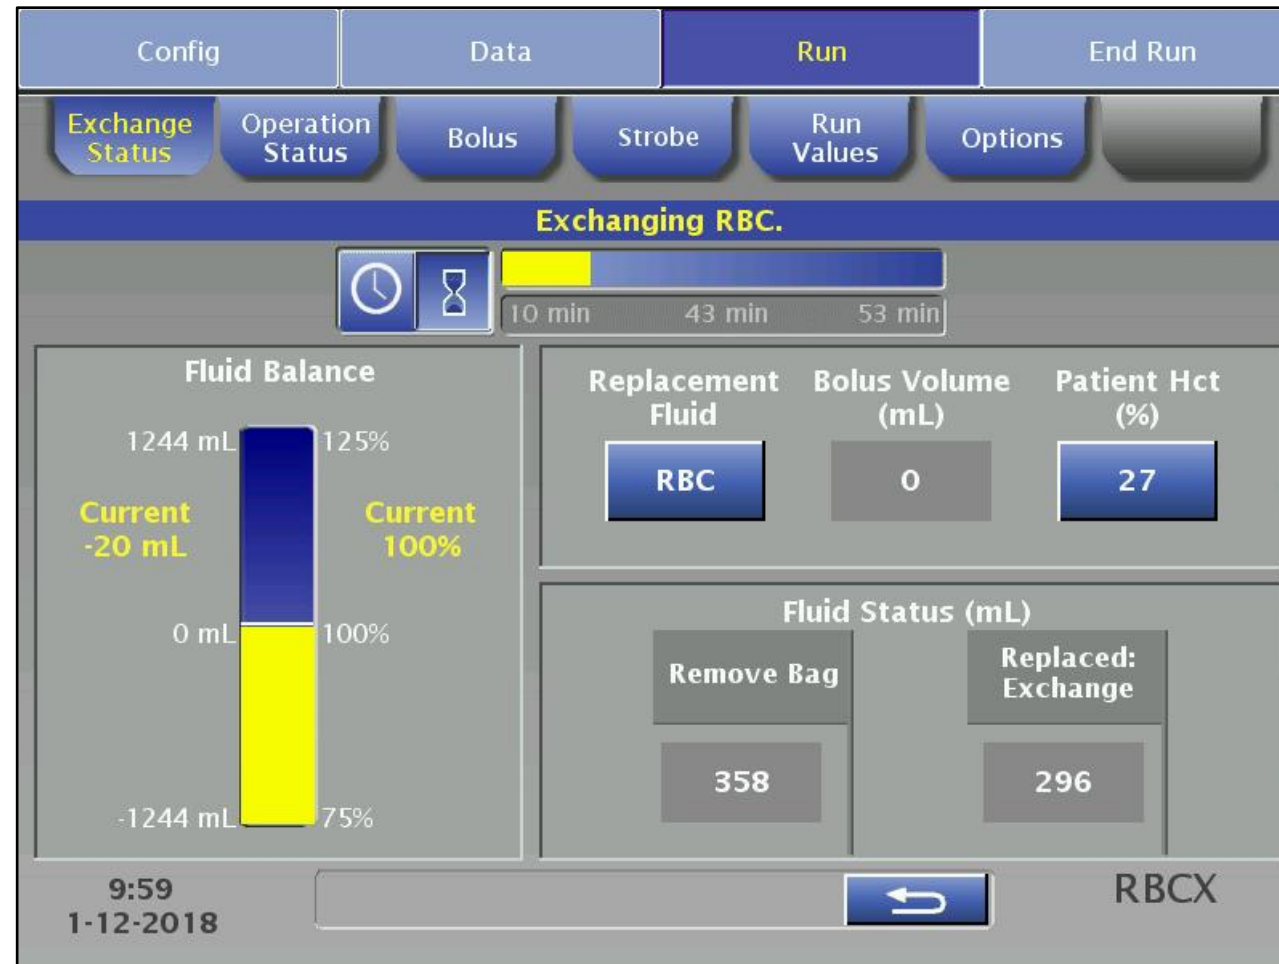 Config Data Run End Run
Exchange Status Operation Status Bolus Strobe Run Values Options
Exchanging RBC.
10 min 43 min 53 min
Fluid Balance
1244 mL 125%
Current -20 mL Current 100%
0 mL 100%
-1244 mL 75%
Replacement Fluid Bolus Volume (mL) Patient Hct (%)
RBC 0 27
Fluid Status (mL)
Remove Bag Replaced: Exchange
358 296
9:59
1-12-2018
RBCX